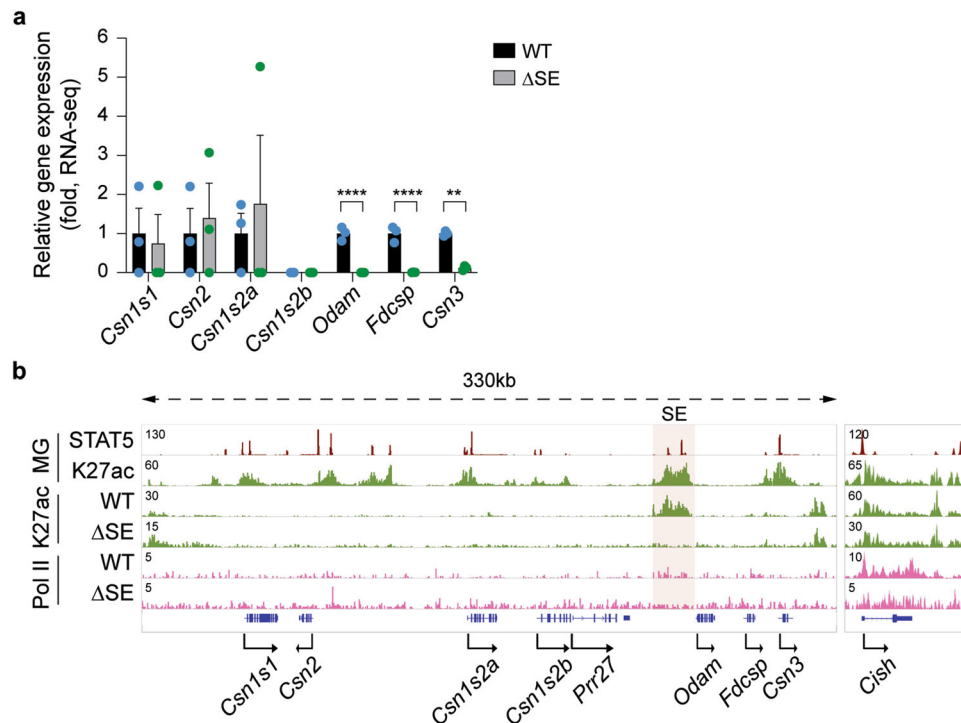 a
Relative gene expression
(fold, RNA-seq)
6
5
4
3
2
1
0
WT
ΔSE
**** **** **
Csn1s1 Csn2 Csn1s2a Csn1s2b Odam Fdcsp Csn3
b
330kb
SE
MG STAT5 130 120
K27ac 60 65
K27ac WT 30 60
ΔSE 15 30
Pol II WT 5 10
ΔSE 5 5
Csn1s1 Csn2 Csn1s2a Csn1s2b Prr27 Odam Fdcsp Csn3 Cish